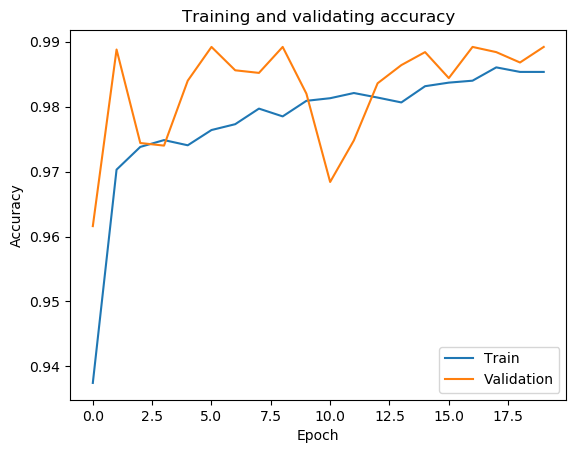 Training and validating accuracy
Accuracy
0.99
0.98
0.97
0.96
0.95
0.94
Train
Validation
0.0 2.5 5.0 7.5 10.0 12.5 15.0 17.5
Epoch